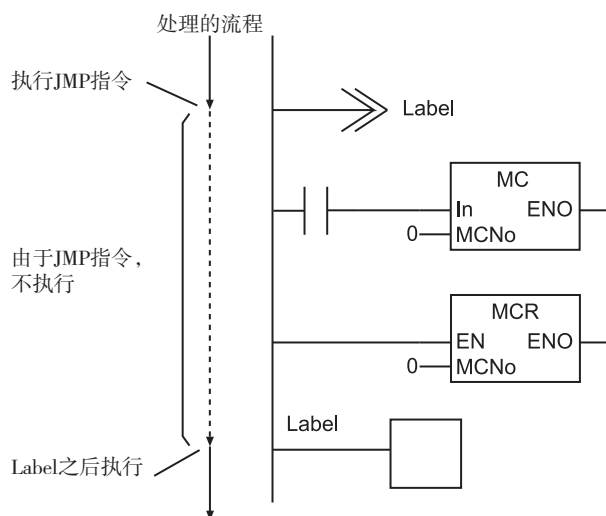 处理的流程
执行JMP指令
Label
MC
In ENO
0 MCNo
由于JMP指令,
不执行
MCR
EN ENO
0 MCNo
Label
Label之后执行